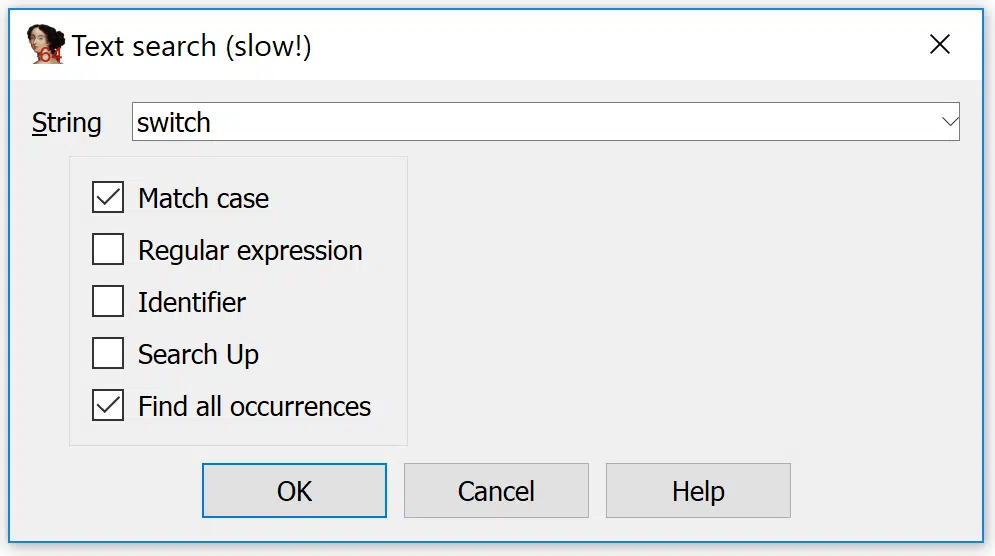 64
Text search (slow!)
String switch
Match case
Regular expression
Identifier
Search Up
Find all occurrences
OK Cancel Help